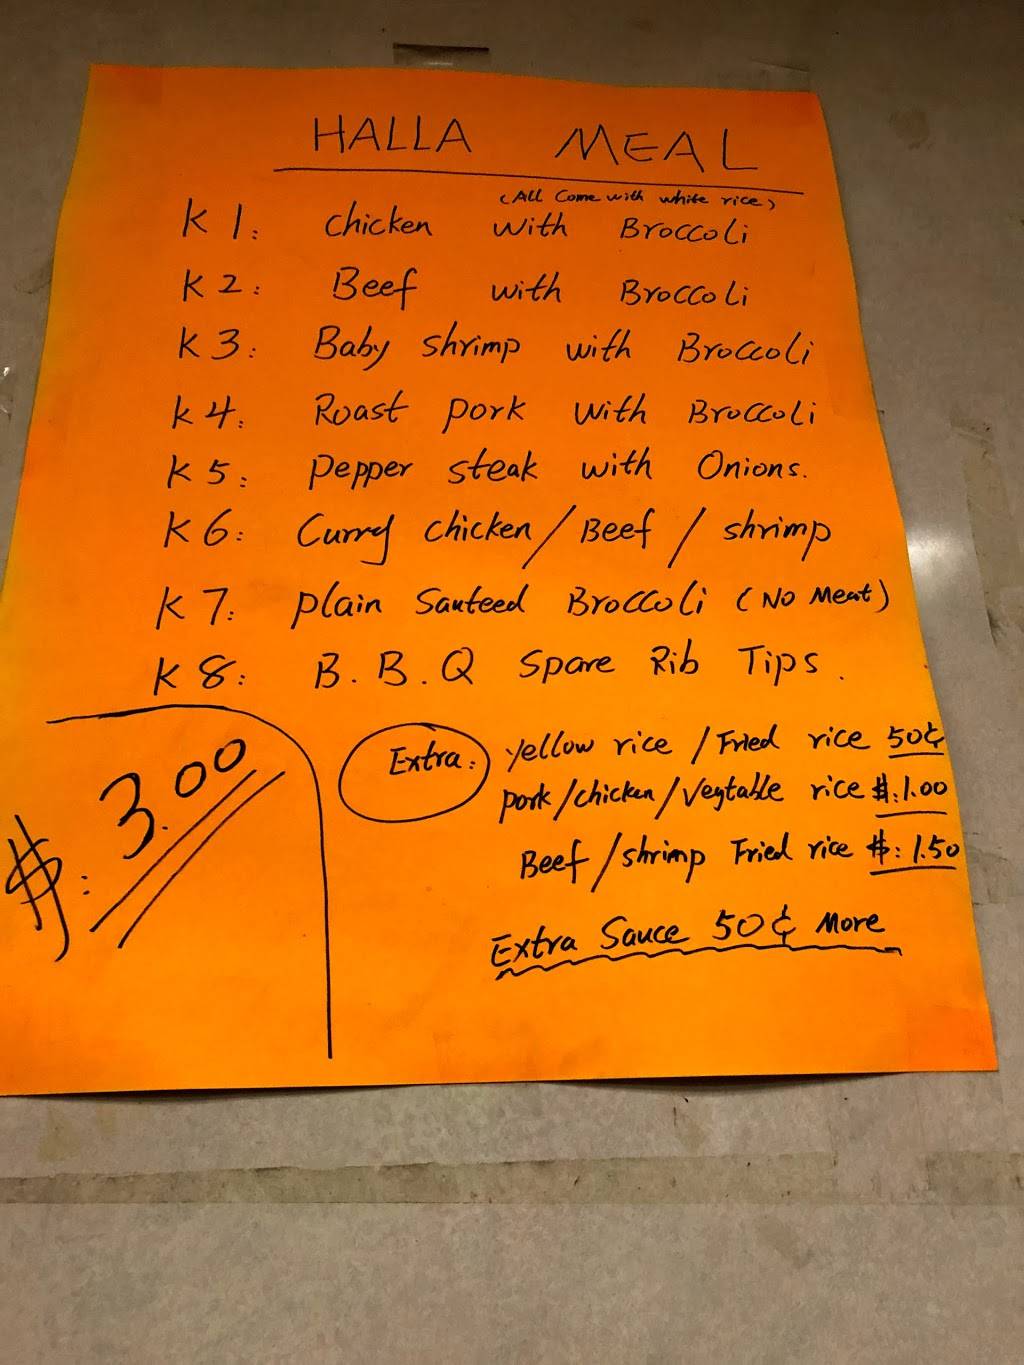 HALLA MEAL
(All Come with white rice)
K1: Chicken with Broccoli
K2: Beef with Broccoli
K3: Baby shrimp with Broccoli
K4: Roast pork with Broccoli
K5: Pepper steak with Onions.
K6: Curry chicken / Beef / shrimp
K7: plain Sauteed Broccoli (No Meat)
K8: B.B.Q Spare Rib Tips.
$: 3.00
Extra: Yellow rice / Fried rice 50¢
pork/chicken/Vegtable rice $:1.00
Beef/shrimp Fried rice $: 1.50
Extra Sauce 50¢ More